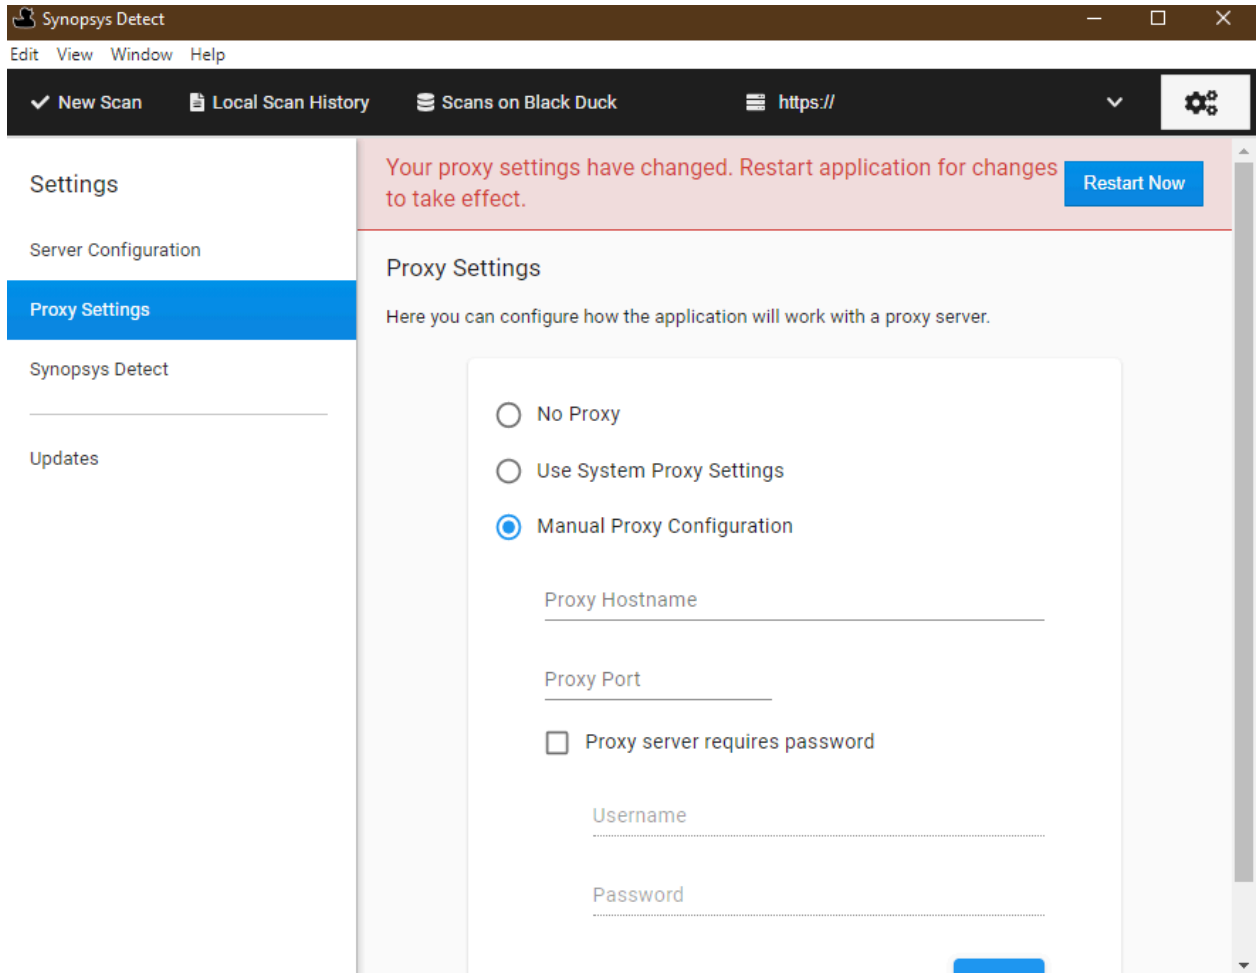 Synopsys Detect
Edit View Window Help
New Scan Local Scan History Scans on Black Duck https://
Settings
Server Configuration
Proxy Settings
Synopsys Detect
Updates
Your proxy settings have changed. Restart application for changes
to take effect.
Restart Now
Proxy Settings
Here you can configure how the application will work with a proxy server.
No Proxy
Use System Proxy Settings
Manual Proxy Configuration
Proxy Hostname
Proxy Port
Proxy server requires password
Username
Password